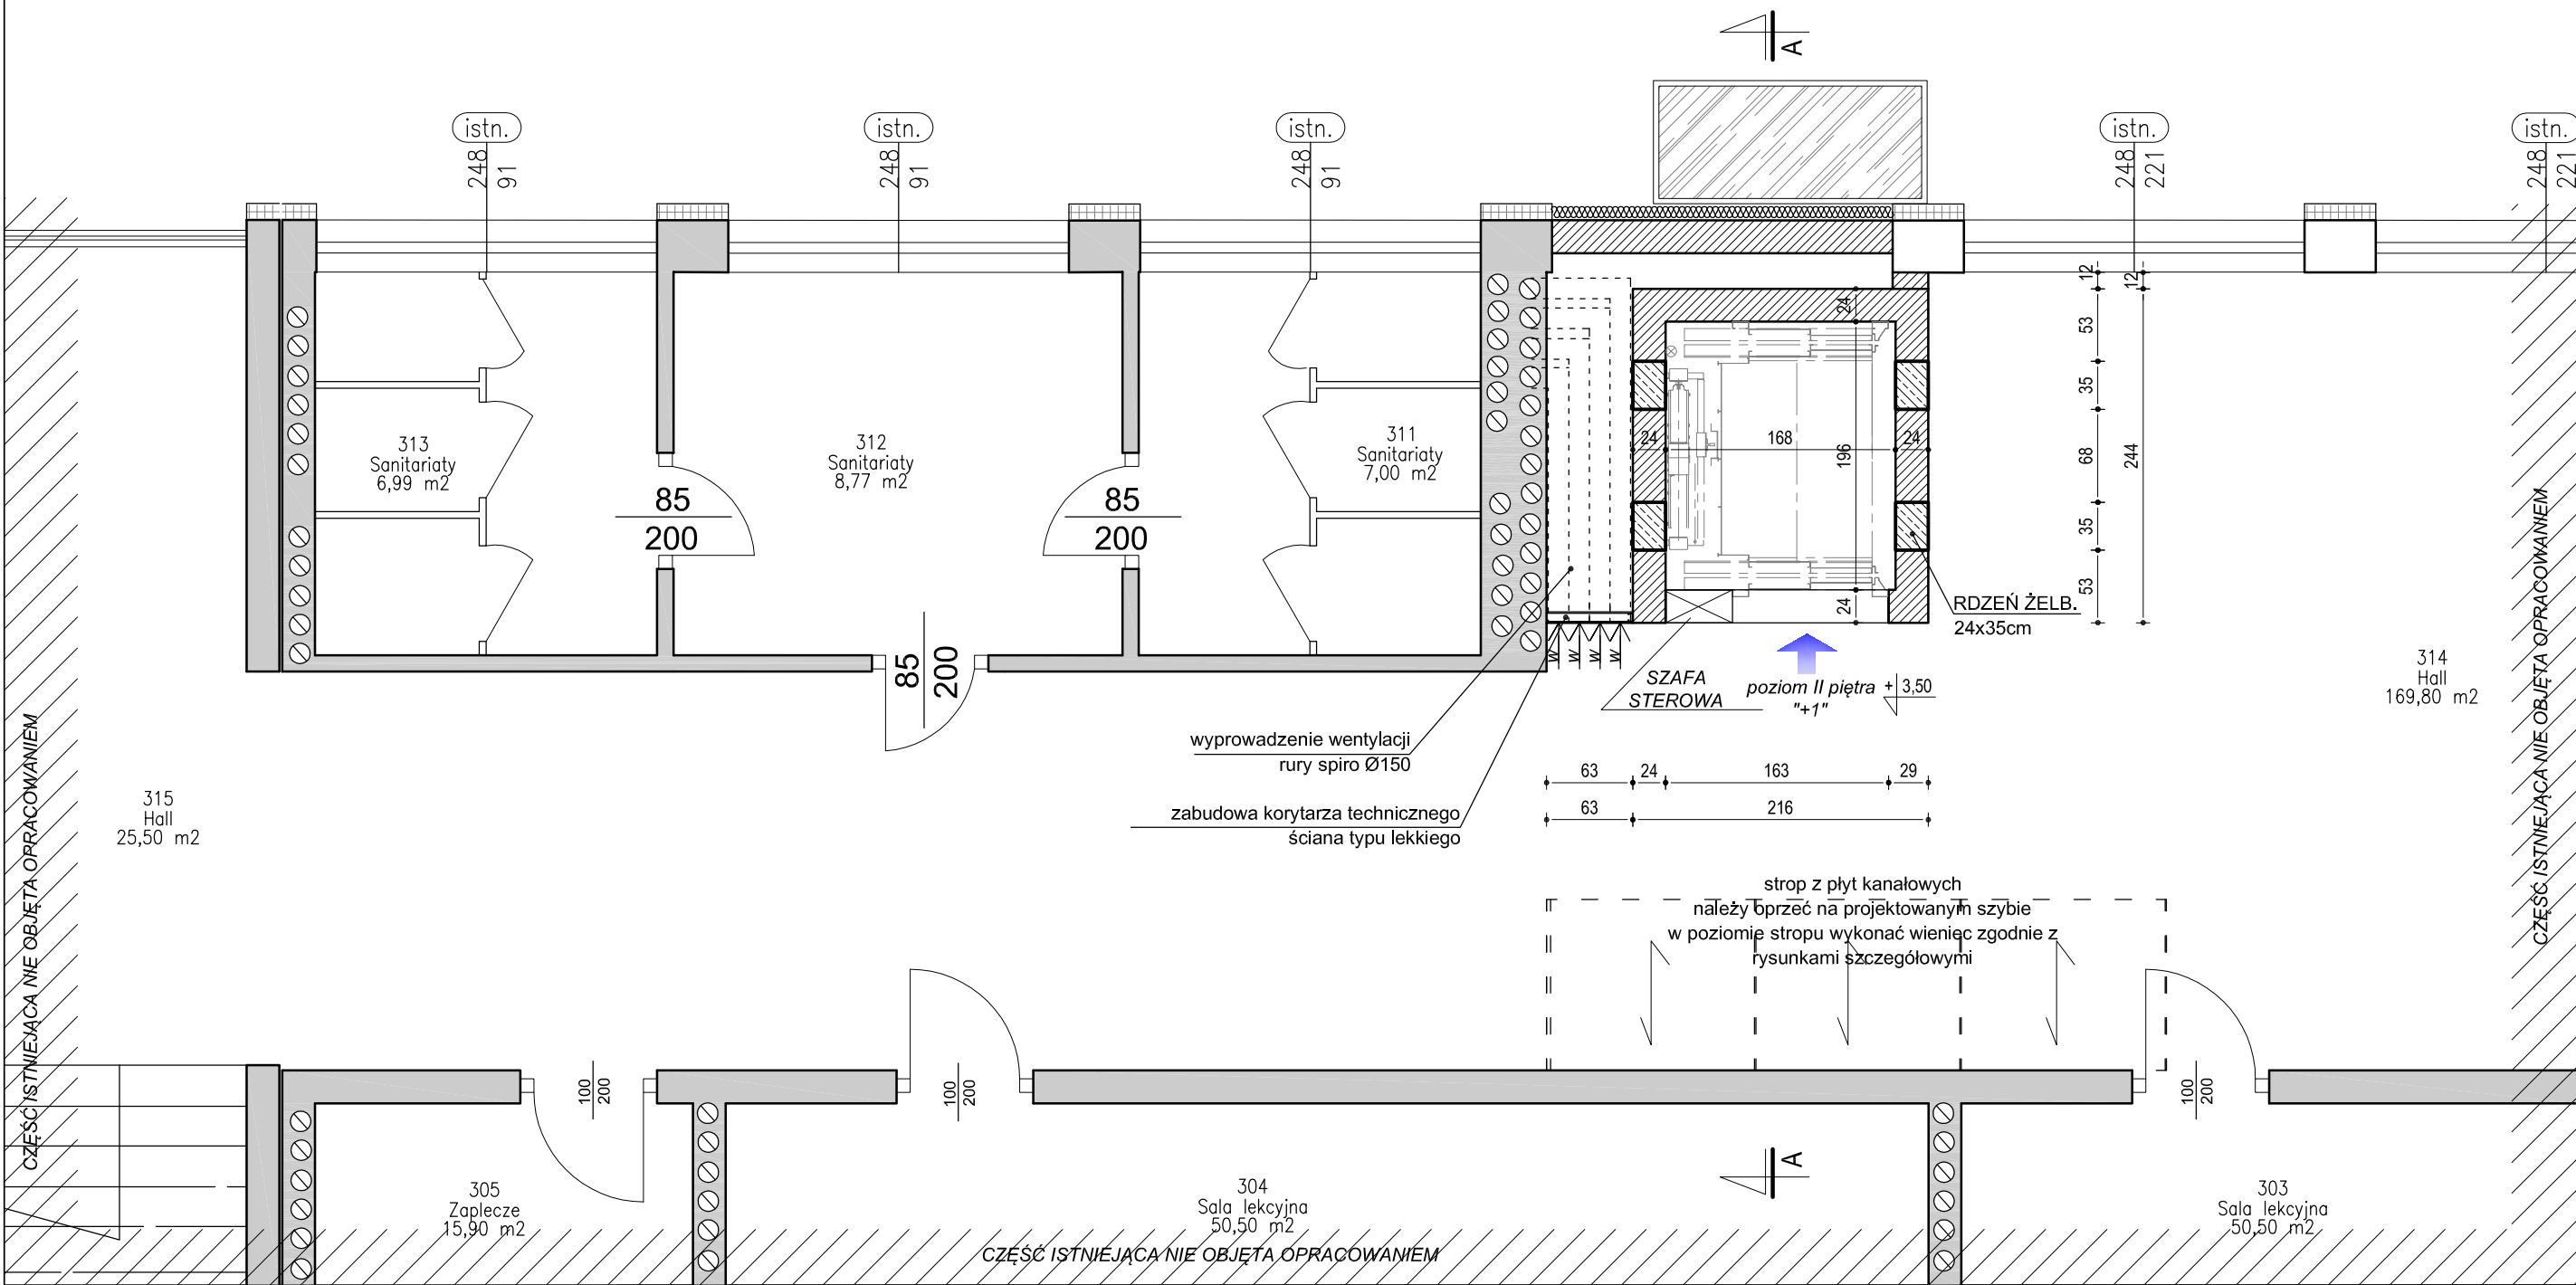 A
istn.
248
91
istn.
248
91
istn.
248
91
istn.
248
221
istn.
248
221
12
12
53
35
68
35
53
244
24
24
168
24
196
24
313
Sanitariaty
6,99 m2
312
Sanitariaty
8,77 m2
311
Sanitariaty
7,00 m2
85
200
85
200
85
200
RDZEŃ ŻELB.
24x35cm
W W W W
SZAFA
STEROWA
poziom II piętra
"+1"
+ 3,50
wyprowadzenie wentylacji
rury spiro Ø150
zabudowa korytarza technicznego
ściana typu lekkiego
63 24 163 29
63 216
314
Hall
169,80 m2
315
Hall
25,50 m2
CZĘŚĆ ISTNIEJĄCA NIE OBJĘTA OPRACOWANIEM
CZĘŚĆ ISTNIEJĄCA NIE OBJĘTA OPRACOWANIEM
strop z płyt kanałowych
należy oprzeć na projektowanym szybie
w poziomie stropu wykonać wieniec zgodnie z
rysunkami szczegółowymi
100
200
100
200
100
200
A
305
Zaplecze
15,90 m2
304
Sala lekcyjna
50,50 m2
303
Sala lekcyjna
50,50 m2
CZĘŚĆ ISTNIEJĄCA NIE OBJĘTA OPRACOWANIEM